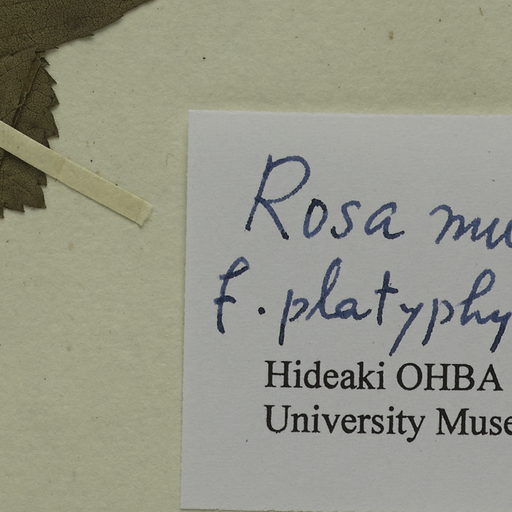 Rosa mu
f. platyphy
Hideaki OHBA
University Muse